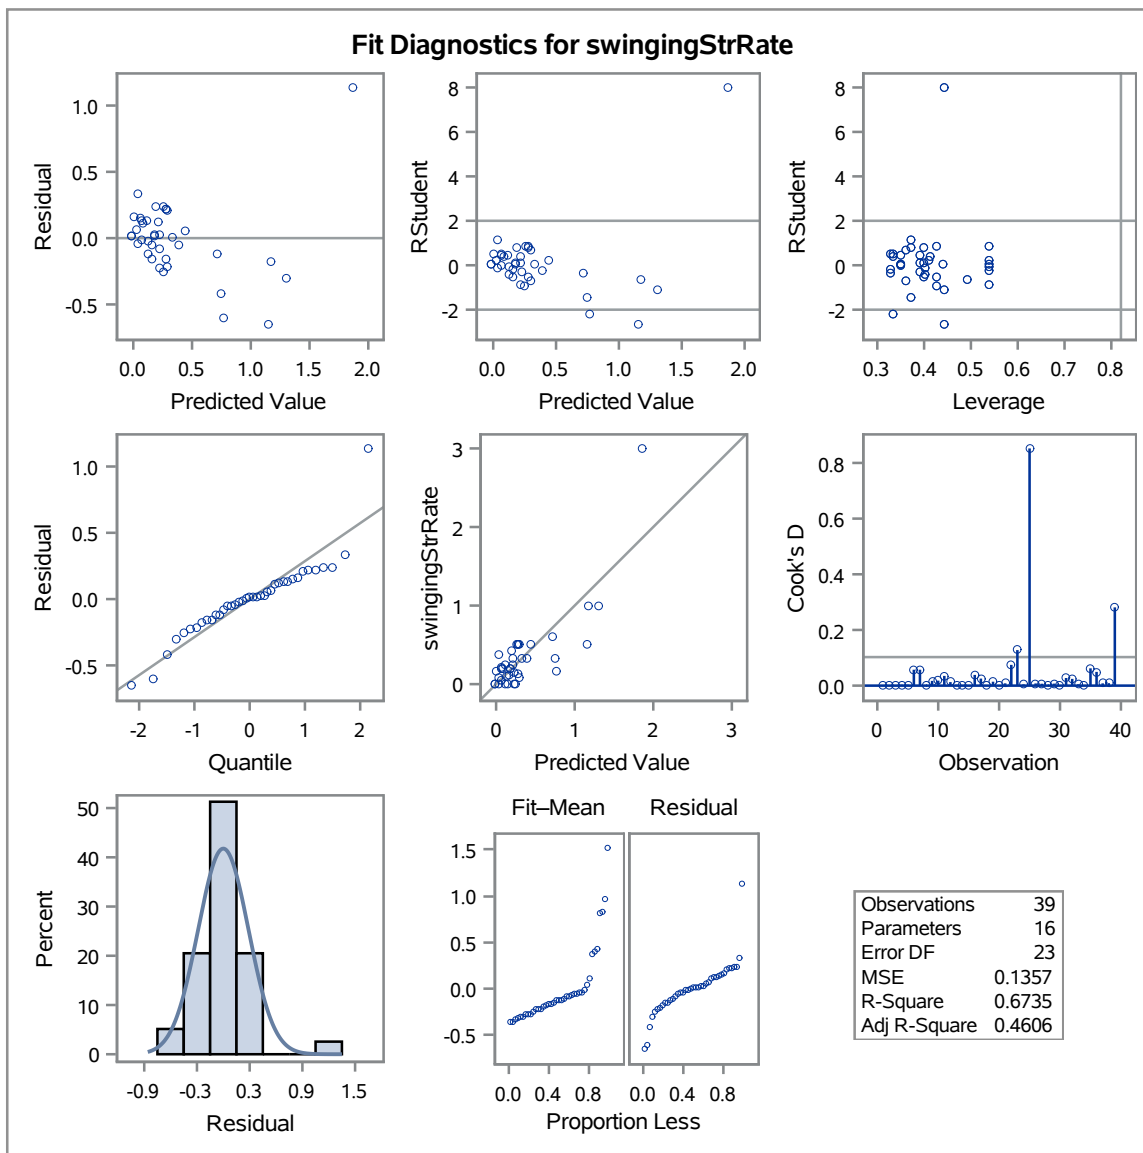 Fit Diagnostics for swingingStrRate
Residual
1.0
0.5
0.0
-0.5
0.0 0.5 1.0 1.5 2.0
Predicted Value
RStudent
8
6
4
2
0
-2
0.0 0.5 1.0 1.5 2.0
Predicted Value
RStudent
8
6
4
2
0
-2
0.3 0.4 0.5 0.6 0.7 0.8
Leverage
Residual
1.0
0.5
0.0
-0.5
-2 -1 0 1 2
Quantile
swingingStrRate
3
2
1
0
0 1 2 3
Predicted Value
Cook's D
0.8
0.6
0.4
0.2
0.0
0 10 20 30 40
Observation
Percent
50
40
30
20
10
0
-0.9 -0.3 0.3 0.9 1.5
Residual
Fit–Mean Residual
1.5
1.0
0.5
0.0
-0.5
0.0 0.4 0.8 0.0 0.4 0.8
Proportion Less
Observations 39
Parameters 16
Error DF 23
MSE 0.1357
R-Square 0.6735
Adj R-Square 0.4606